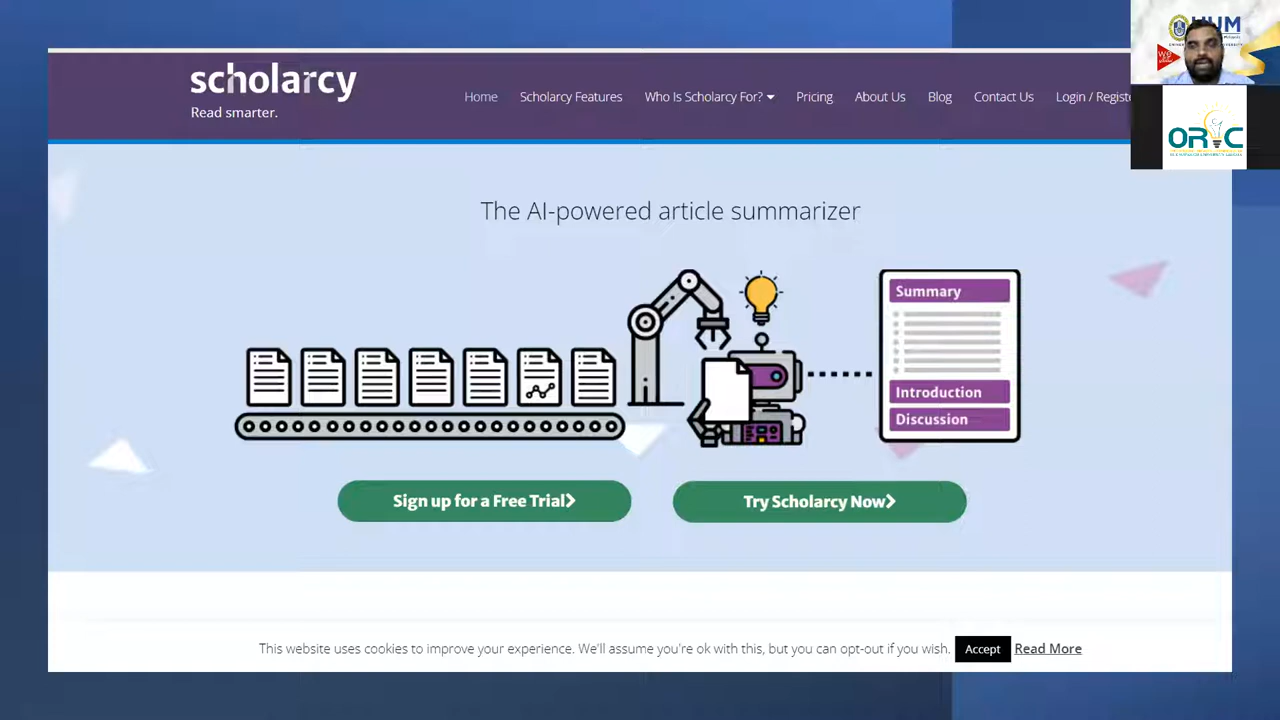 scholarcy
Read smarter.
Home Scholarcy Features Who Is Scholarcy For? Pricing About Us Blog Contact Us Login / Registe
The AI-powered article summarizer
Summary
Introduction
Discussion
Sign up for a Free Trial
Try Scholarcy Now
This website uses cookies to improve your experience. We'll assume you're ok with this, but you can opt-out if you wish. Accept Read More
UUM
we
ORIC